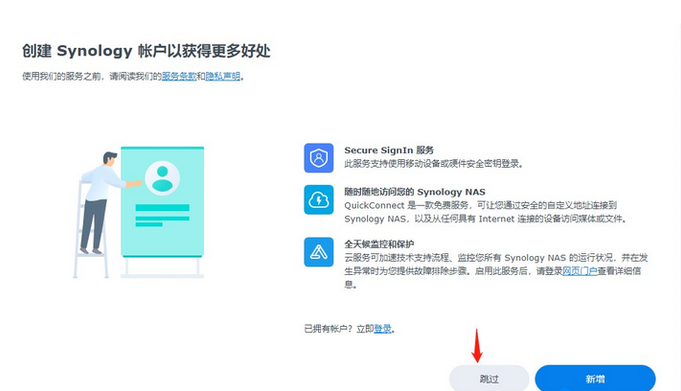 创建 Synology 帐户以获得更多好处
使用我们的服务之前，请阅读我们的服务条款和隐私声明。
Secure SignIn 服务
此服务支持使用移动设备或硬件安全密钥登录。
随时随地访问您的 Synology NAS
QuickConnect 是一款免费服务，可让您通过安全的自定义地址连接到
Synology NAS，以及从任何具有 Internet 连接的设备访问媒体或文件。
全天候监控和保护
云服务可加速技术支持流程、监控您所有 Synology NAS 的运行状况，并在发
生异常时为您提供故障排除步骤。启用此服务后，请登录网页门户查看详细信
息。
已拥有帐户？立即登录。
跳过
新增